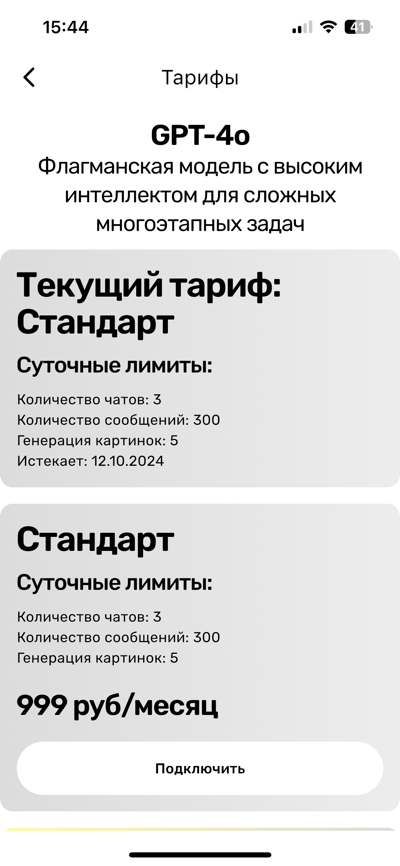 15:44
41
Тарифы
GPT-4o
Флагманская модель с высоким
интеллектом для сложных
многоэтапных задач
Текущий тариф:
Стандарт
Суточные лимиты:
Количество чатов: 3
Количество сообщений: 300
Генерация картинок: 5
Истекает: 12.10.2024
Стандарт
Суточные лимиты:
Количество чатов: 3
Количество сообщений: 300
Генерация картинок: 5
999 руб/месяц
Подключить